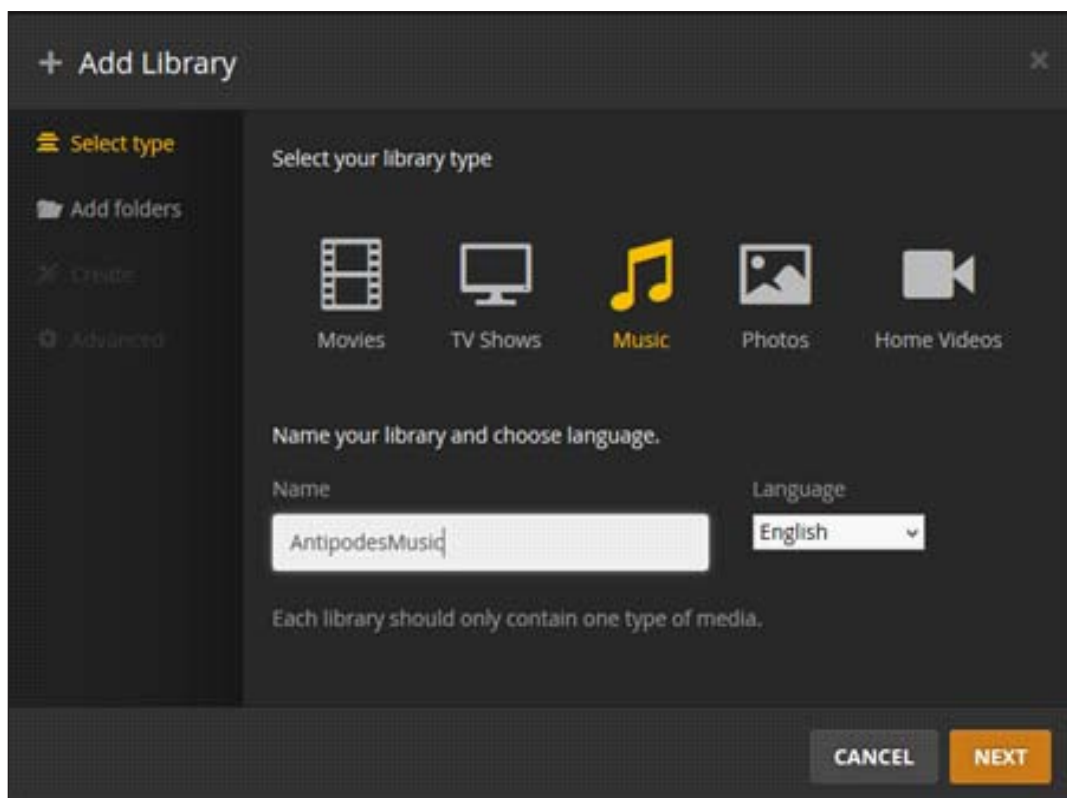 + Add Library
Select type
Add folders
Create
Advanced
Select your library type
Movies TV Shows Music Photos Home Videos
Name your library and choose language.
Name Language
AntipodesMusic English
Each library should only contain one type of media.
CANCEL NEXT